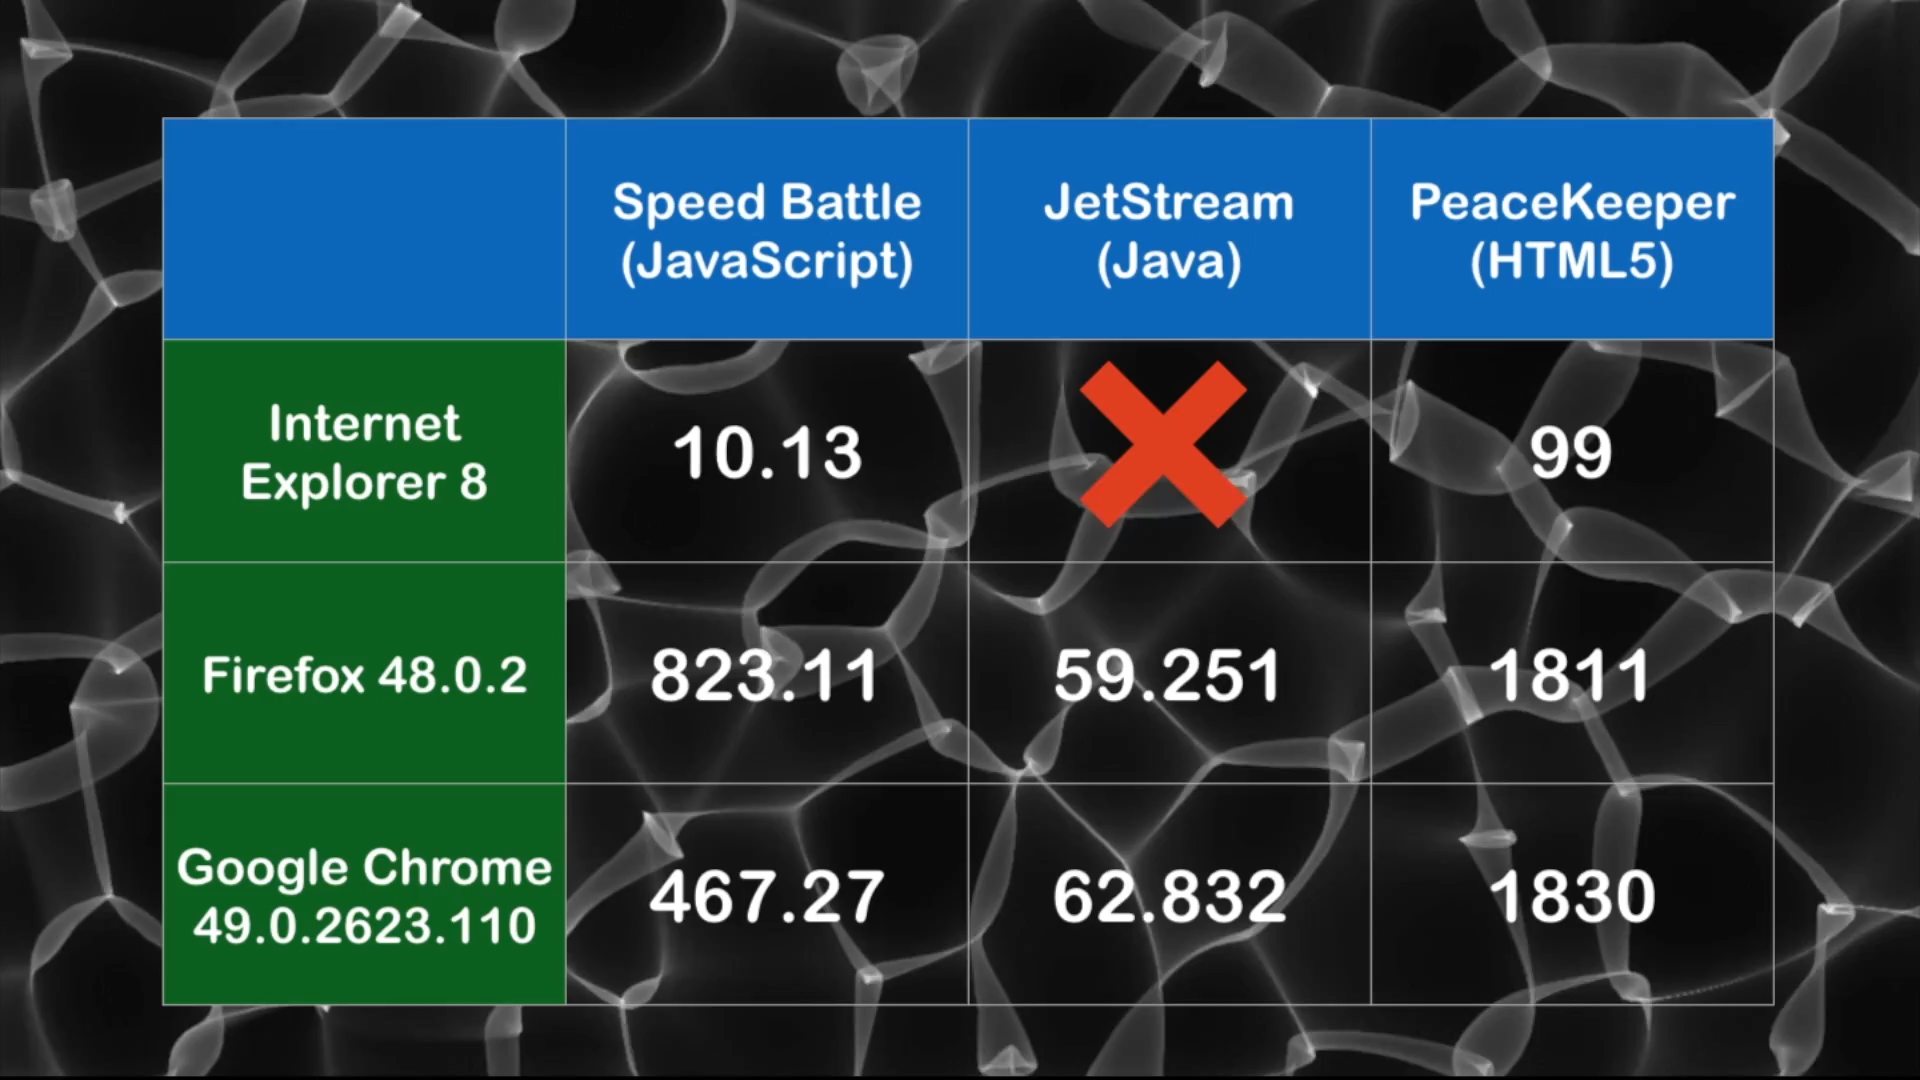 Speed Battle
(JavaScript)
JetStream
(Java)
PeaceKeeper
(HTML5)
Internet
Explorer 8
10.13
99
Firefox 48.0.2
823.11
59.251
1811
Google Chrome
49.0.2623.110
467.27
62.832
1830